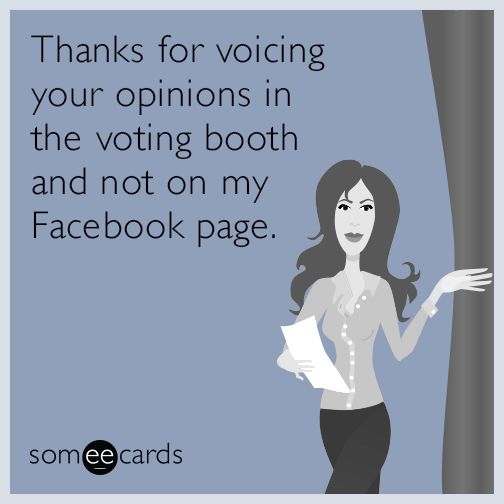 Thanks for voicing
your opinions in
the voting booth
and not on my
Facebook page.
someecards